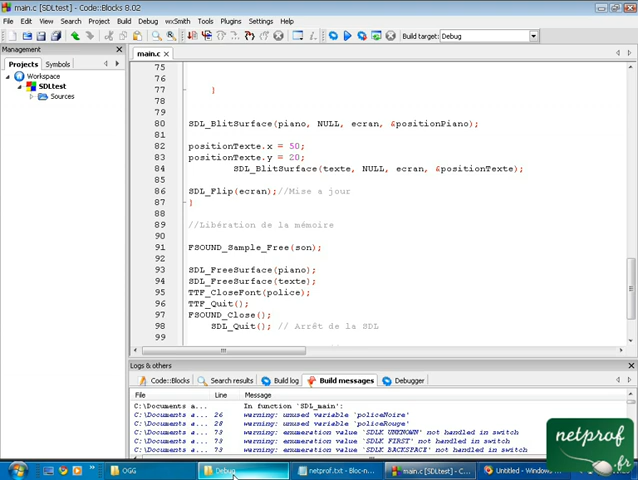 main.c [SDLtest] - Code::Blocks 8.02
File Edit View Search Project Build Debug wxSmith Tools Plugins Settings Help
Build target: Debug
Management
Projects Symbols
Workspace
SDLtest
Sources
main.c
75
76
77 }
78
79
80 SDL_BlitSurface(piano, NULL, ecran, &positionPiano);
81
82 positionTexte.x = 50;
83 positionTexte.y = 20;
84 SDL_BlitSurface(texte, NULL, ecran, &positionTexte);
85
86 SDL_Flip(ecran);//Mise a jour
87 }
88
89 //Libération de la mémoire
90
91 FSOUND_Sample_Free(son);
92
93 SDL_FreeSurface(piano);
94 SDL_FreeSurface(texte);
95 TTF_CloseFont(police);
96 TTF_Quit();
97 FSOUND_Close();
98 SDL_Quit(); // Arrêt de la SDL
99
Logs & others
Code::Blocks Search results Build log Build messages Debugger
File Line Message
C:\Documents a... In function `SDL_main':
C:\Documents a... 26 warning: unused variable `policeNoire'
C:\Documents a... 28 warning: unused variable `policeRouge'
C:\Documents a... 73 warning: enumeration value `SDLK_UNKNOWN' not handled in switch
C:\Documents a... 73 warning: enumeration value `SDLK_FIRST' not handled in switch
C:\Documents a... 73 warning: enumeration value `SDLK_BACKSPACE' not handled in switch
netprof
.fr
OGG
Debug
netprof.txt - Bloc-n...
main.c [SDLtest] - C...
Untitled - Windows ...